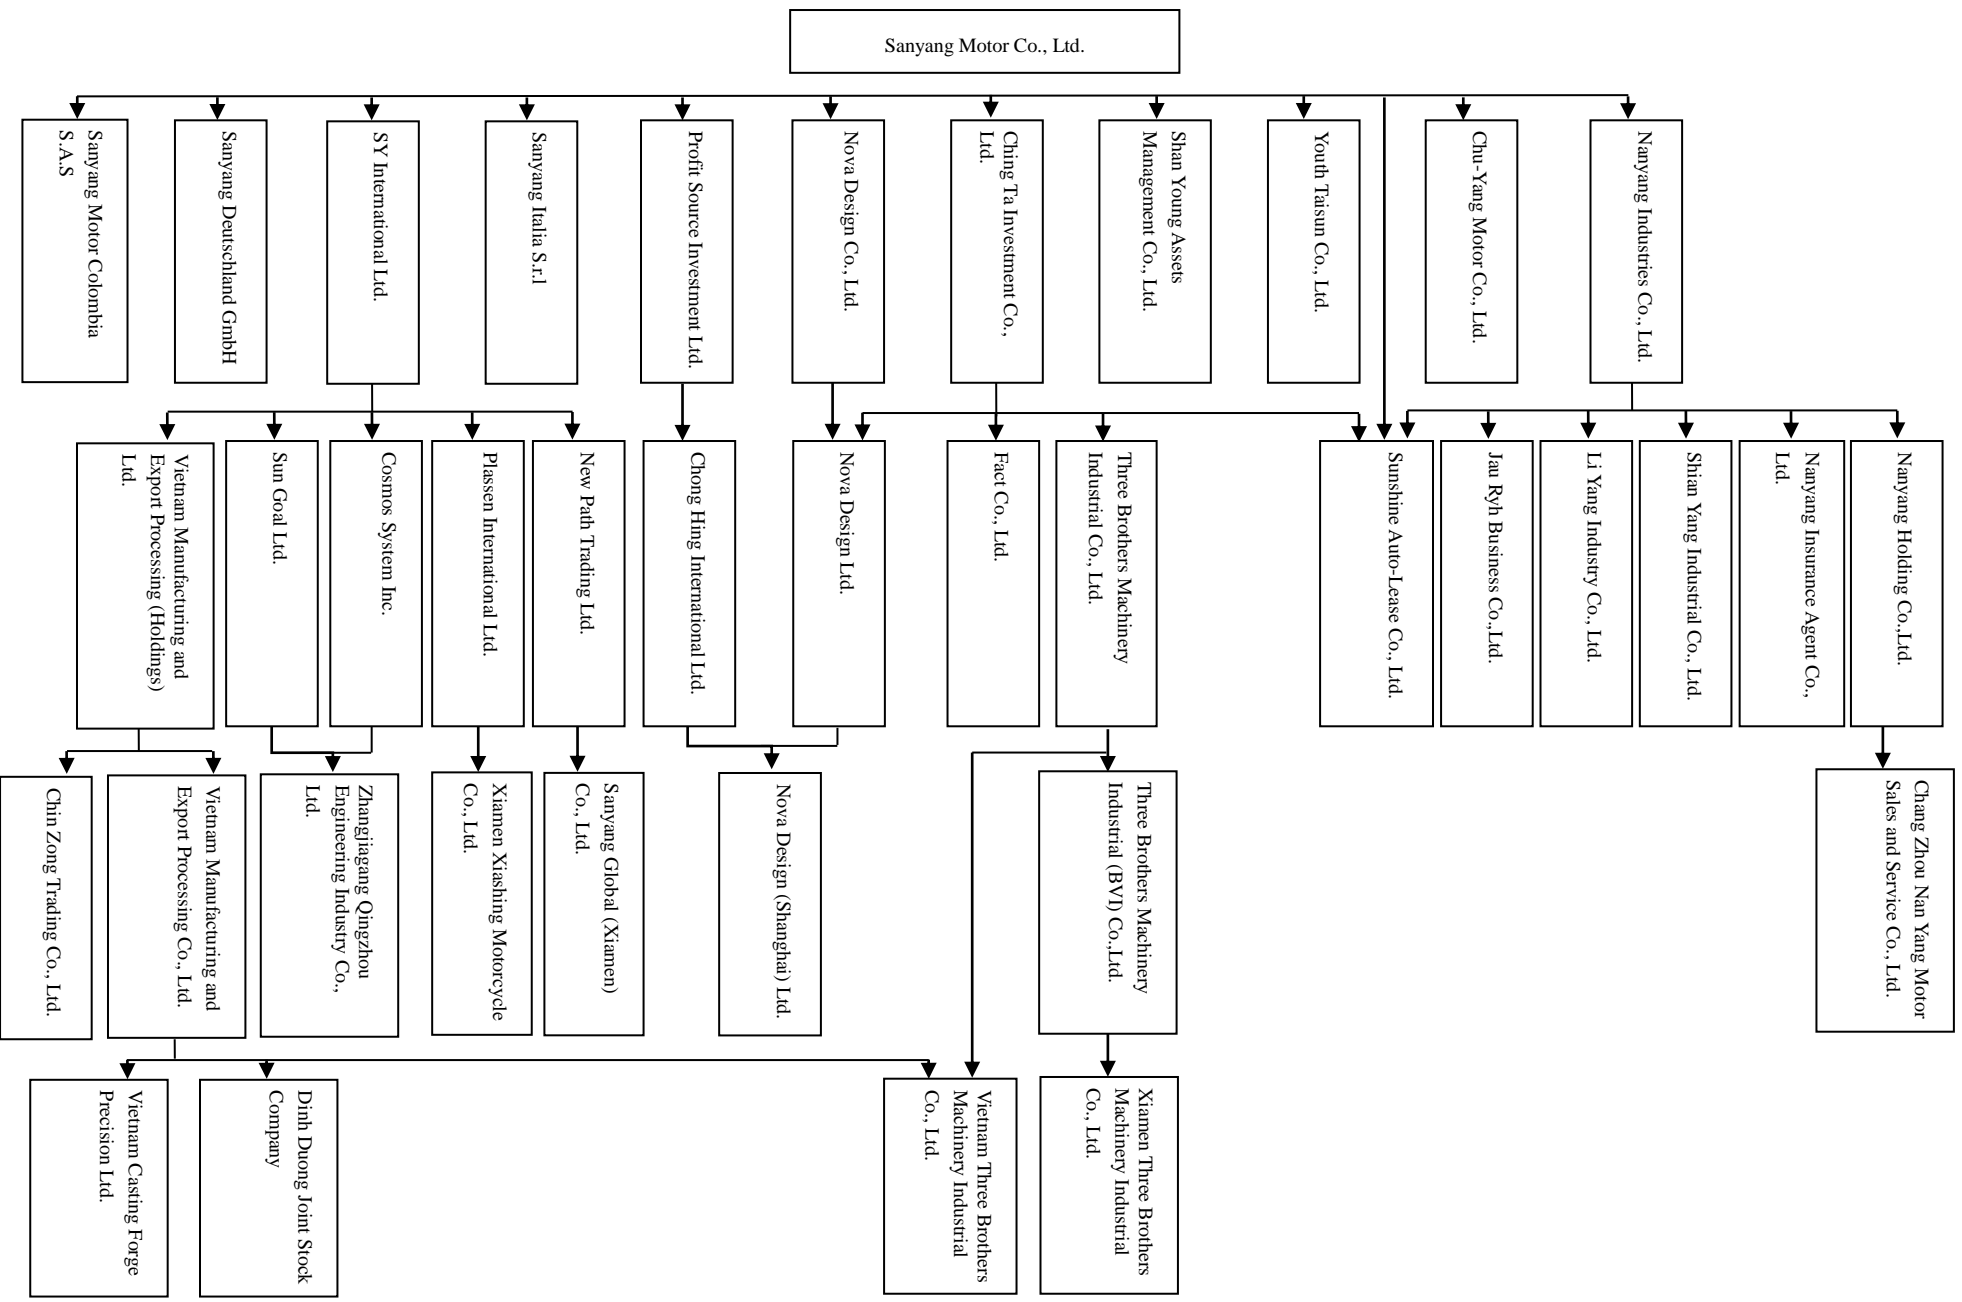 Sanyang Motor Co., Ltd.
Sanyang Motor Colombia
S.A.S
Sanyang Deutschland GmbH
SY International Ltd.
Sanyang Italia S.r.l
Profit Source Investment Ltd.
Nova Design Co., Ltd.
Ching Ta Investment Co.,
Ltd.
Shan Young Assets
Management Co., Ltd.
Youth Taisun Co., Ltd.
Chu-Yang Motor Co., Ltd.
Nanyang Industries Co., Ltd.
Vietnam Manufacturing and
Export Processing (Holdings)
Ltd.
Sun Goal Ltd.
Cosmos System Inc.
Plassen International Ltd.
New Path Trading Ltd.
Chong Hing International Ltd.
Nova Design Ltd.
Fact Co., Ltd.
Three Brothers Machinery
Industrial Co., Ltd.
Sunshine Auto-Lease Co., Ltd.
Jau Ryh Business Co.,Ltd.
Li Yang Industry Co., Ltd.
Shian Yang Industrial Co., Ltd.
Nanyang Insurance Agent Co.,
Ltd.
Nanyang Holding Co.,Ltd.
Chin Zong Trading Co., Ltd.
Vietnam Manufacturing and
Export Processing Co., Ltd.
Zhangjiagang Qingzhou
Engineering Industry Co.,
Ltd.
Xiamen Xiashing Motorcycle
Co., Ltd.
Sanyang Global (Xiamen)
Co., Ltd.
Nova Design (Shanghai) Ltd.
Three Brothers Machinery
Industrial (BVI) Co.,Ltd.
Chang Zhou Nan Yang Motor
Sales and Service Co., Ltd.
Vietnam Casting Forge
Precision Ltd.
Dinh Duong Joint Stock
Company
Vietnam Three Brothers
Machinery Industrial
Co., Ltd.
Xiamen Three Brothers
Machinery Industrial
Co., Ltd.